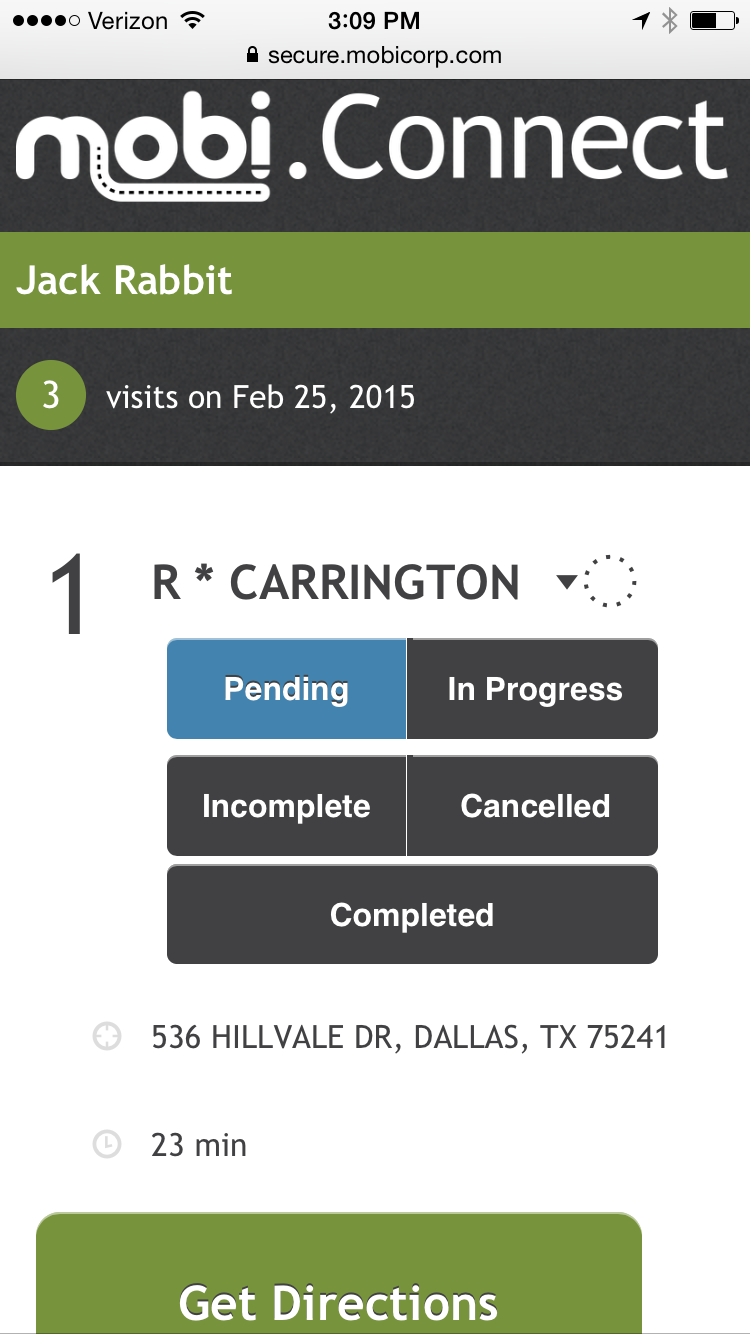 Verizon 3:09 PM
secure.mobicorp.com
mobi.Connect
Jack Rabbit
3 visits on Feb 25, 2015
1 R * CARRINGTON
Pending In Progress
Incomplete Cancelled
Completed
536 HILLVALE DR, DALLAS, TX 75241
23 min
Get Directions